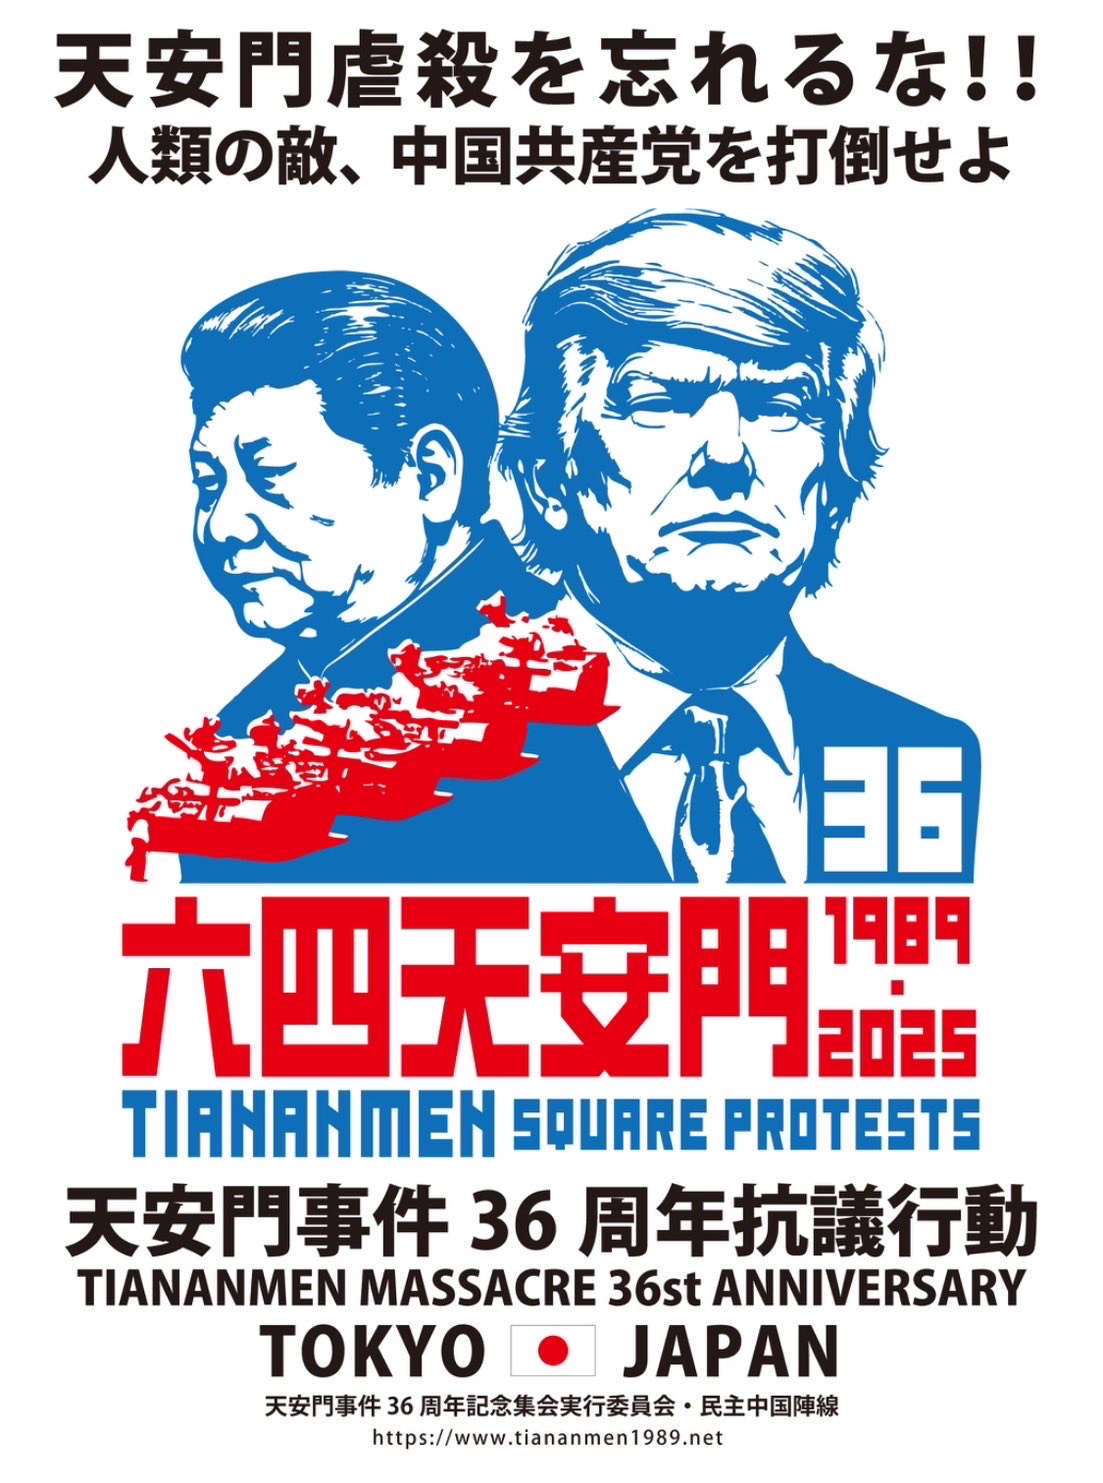 天安門虐殺を忘れるな!!
人類の敵、中国共産党を打倒せよ
36
六四天安門 1989・2025
TIANANMEN SQUARE PROTESTS
天安門事件 36 周年抗議行動
TIANANMEN MASSACRE 36st ANNIVERSARY
TOKYO JAPAN
天安門事件 36 周年記念集会実行委員会・民主中国陣線
https://www.tiananmen1989.net